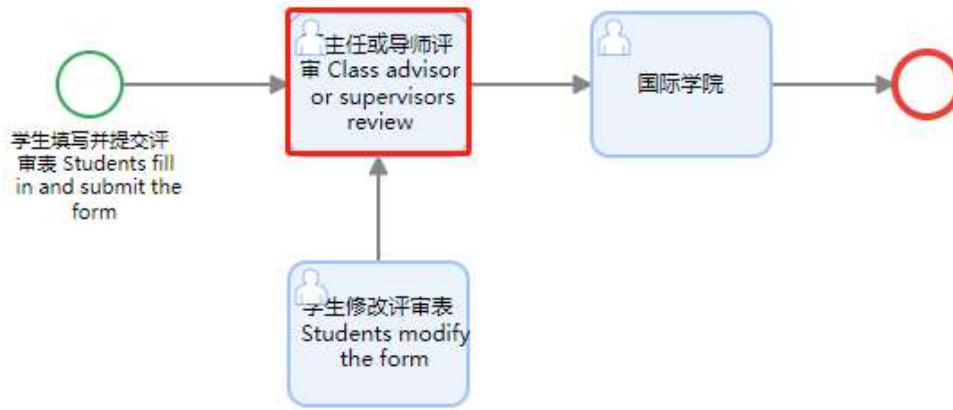 主任或导师评
审 Class advisor
or supervisors
review
国际学院
学生填写并提交评
审表 Students fill
in and submit the
form
学生修改评审表
Students modify
the form